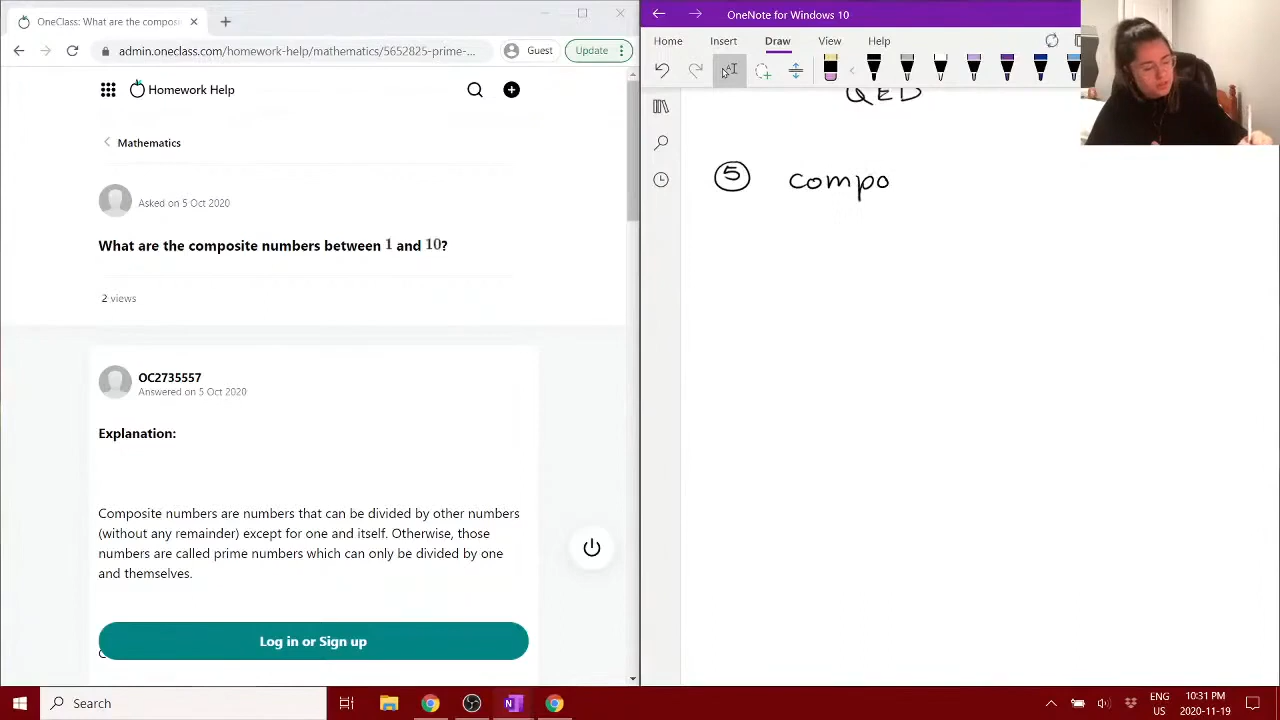 OneClass: What are the compos
OneNote for Windows 10
admin.oneclass.com/homework-help/mathematics/5652825-prime-...
Guest
Update
Home
Insert
Draw
View
Help
Homework Help
QED
Mathematics
5 compo
Asked on 5 Oct 2020
What are the composite numbers between 1 and 10?
2 views
OC2735557
Answered on 5 Oct 2020
Explanation:
Composite numbers are numbers that can be divided by other numbers
(without any remainder) except for one and itself. Otherwise, those
numbers are called prime numbers which can only be divided by one
and themselves.
Log in or Sign up
Search
ENG
US
10:31 PM
2020-11-19